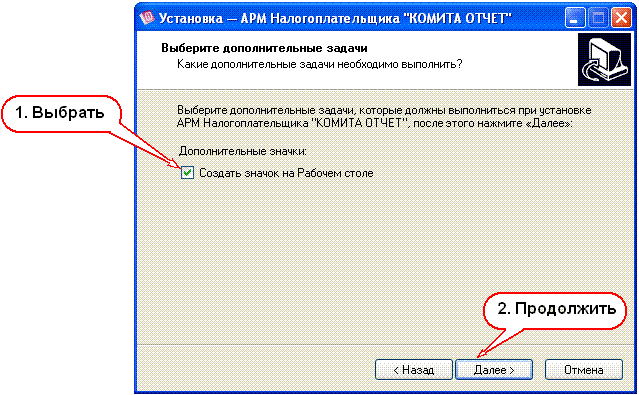 Установка — АРМ Налогоплательщика "КОМИТА ОТЧЕТ"
Выберите дополнительные задачи
Какие дополнительные задачи необходимо выполнить?
1. Выбрать
Выберите дополнительные задачи, которые должны выполниться при установке
АРМ Налогоплательщика "КОМИТА ОТЧЕТ", после этого нажмите «Далее»:
Дополнительные значки:
Создать значок на Рабочем столе
2. Продолжить
< Назад
Далее >
Отмена